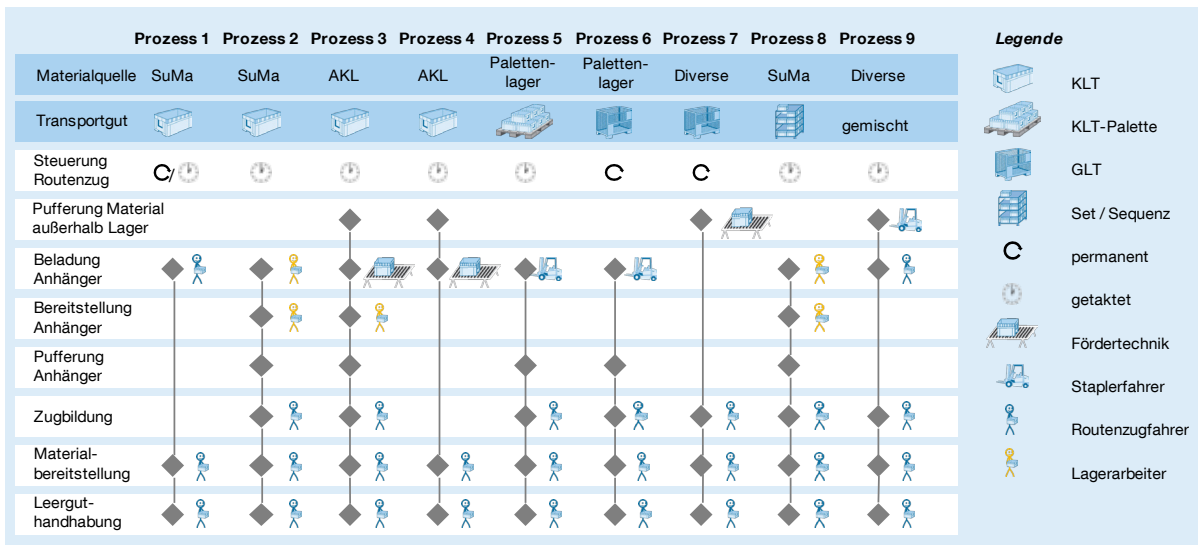 Prozess 1 Prozess 2 Prozess 3 Prozess 4 Prozess 5 Prozess 6 Prozess 7 Prozess 8 Prozess 9
Materialquelle SuMa SuMa AKL AKL Paletten- Paletten- Diverse SuMa Diverse
lager lager
Transportgut gemischt
Steuerung
Routenzug
/
Pufferung Material
außerhalb Lager
Beladung
Anhänger
Bereitstellung
Anhänger
Pufferung
Anhänger
Zugbildung
Material-
bereitstellung
Leergut-
handhabung
Legende
KLT
KLT-Palette
GLT
Set / Sequenz
permanent
getaktet
Fördertechnik
Staplerfahrer
Routenzugfahrer
Lagerarbeiter